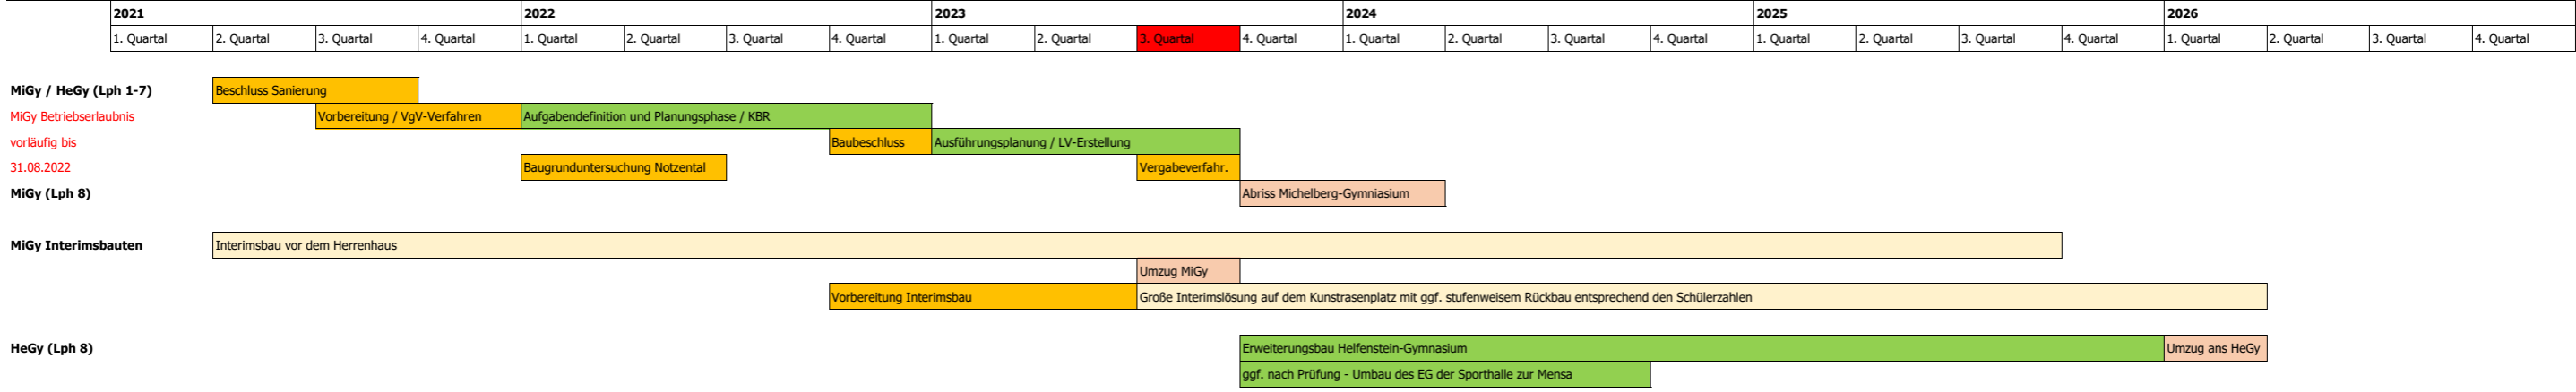 2021 2022 2023 2024 2025 2026
1. Quartal 2. Quartal 3. Quartal 4. Quartal 1. Quartal 2. Quartal 3. Quartal 4. Quartal 1. Quartal 2. Quartal 3. Quartal 4. Quartal 1. Quartal 2. Quartal 3. Quartal 4. Quartal 1. Quartal 2. Quartal 3. Quartal 4. Quartal 1. Quartal 2. Quartal 3. Quartal 4. Quartal
MiGy / HeGy (Lph 1-7) Beschluss Sanierung
MiGy Betriebserlaubnis Vorbereitung / VgV-Verfahren Aufgabendefinition und Planungsphase / KBR
vorläufig bis Baubeschluss Ausführungsplanung / LV-Erstellung
31.08.2022 Baugrunduntersuchung Notzental Vergabeverfahr.
MiGy (Lph 8) Abriss Michelberg-Gymniasium
MiGy Interimsbauten Interimsbau vor dem Herrenhaus
Umzug MiGy
Vorbereitung Interimsbau Große Interimslösung auf dem Kunstrasenplatz mit ggf. stufenweisem Rückbau entsprechend den Schülerzahlen
HeGy (Lph 8) Erweiterungsbau Helfenstein-Gymnasium Umzug ans HeGy
ggf. nach Prüfung - Umbau des EG der Sporthalle zur Mensa